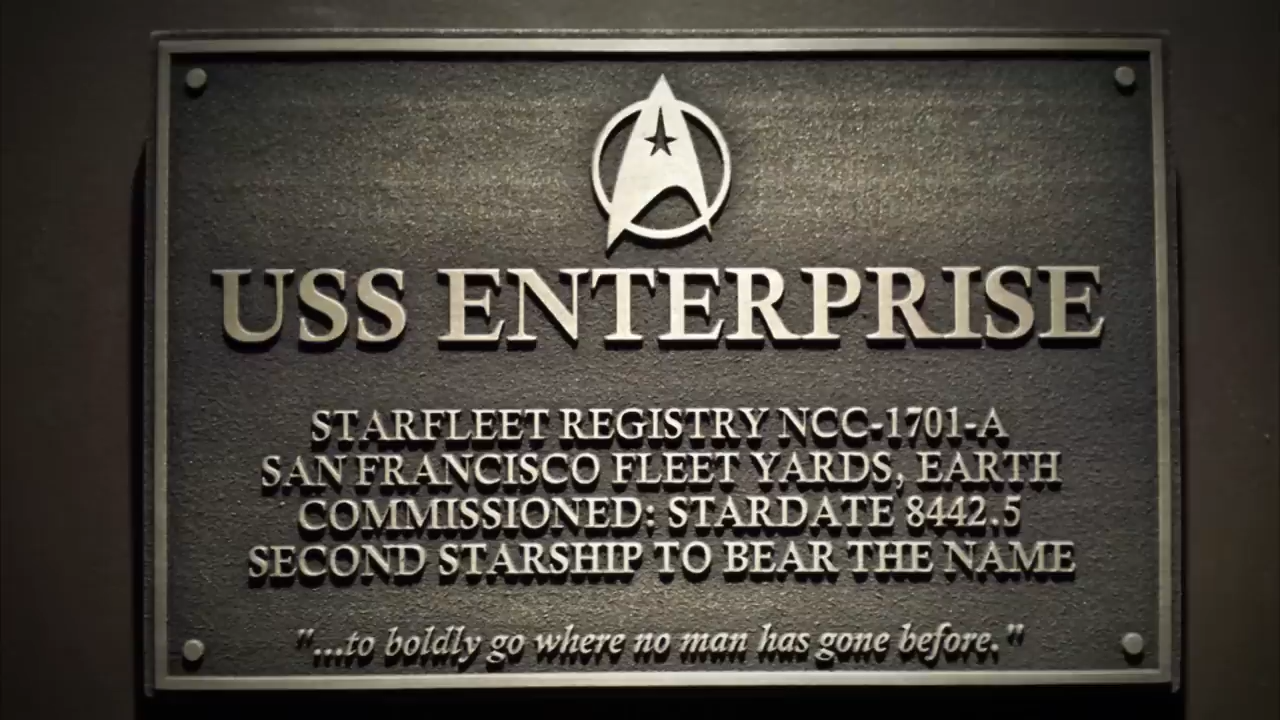 USS ENTERPRISE
STARFLEET REGISTRY NCC-1701-A
SAN FRANCISCO FLEET YARDS, EARTH
COMMISSIONED: STARDATE 8442.5
SECOND STARSHIP TO BEAR THE NAME
"...to boldly go where no man has gone before."